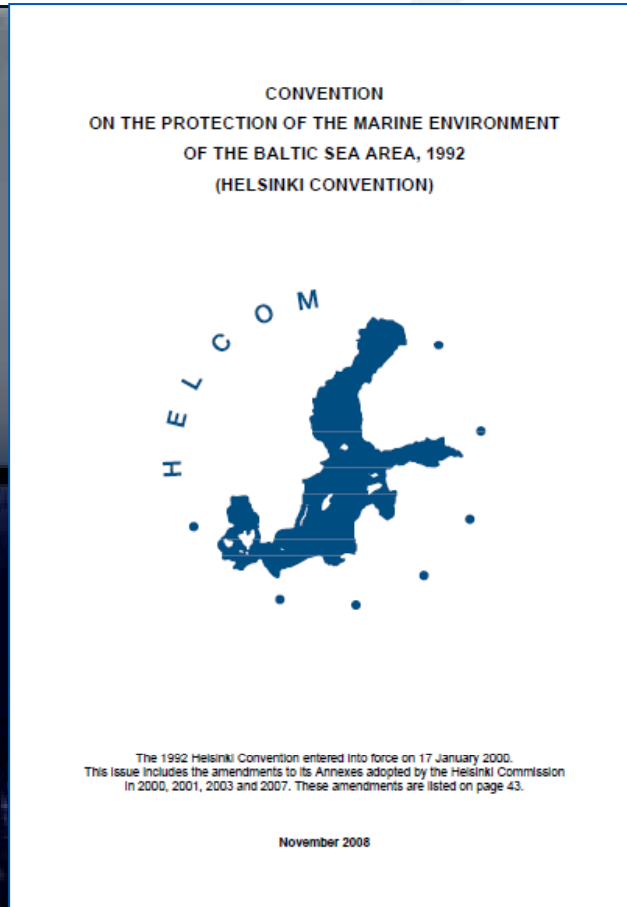 CONVENTION
ON THE PROTECTION OF THE MARINE ENVIRONMENT
OF THE BALTIC SEA AREA, 1992
(HELSINKI CONVENTION)
HELCOM
The 1992 Helsinki Convention entered into force on 17 January 2000.
This issue includes the amendments to its Annexes adopted by the Helsinki Commission
in 2000, 2001, 2003 and 2007. These amendments are listed on page 43.
November 2008